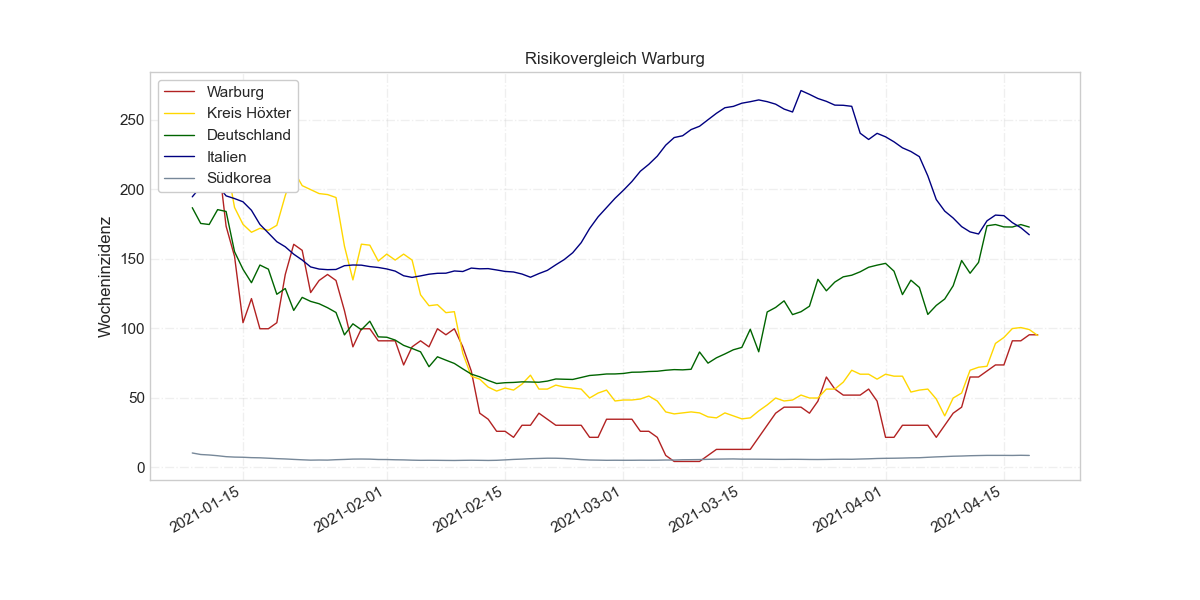 Risikovergleich Warburg
Warburg
Kreis Höxter
Deutschland
Italien
Südkorea
Wocheninzidenz
250
200
150
100
50
0
2021-01-15
2021-02-01
2021-02-15
2021-03-01
2021-03-15
2021-04-01
2021-04-15